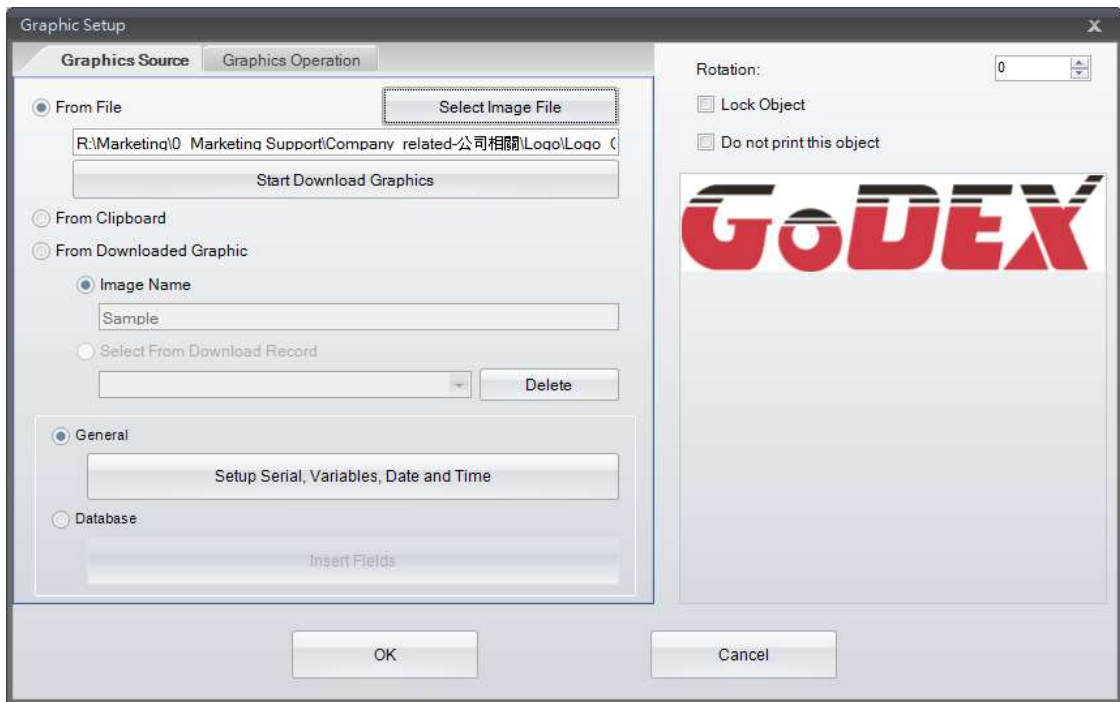 Graphic Setup
x
Graphics Source
Graphics Operation
From File
Select Image File
R:\Marketing\0_Marketing Support\Company_related-公司相關\Logo\Logo_(
Start Download Graphics
From Clipboard
From Downloaded Graphic
Image Name
Sample
Select From Download Record
Delete
General
Setup Serial, Variables, Date and Time
Database
Insert Fields
Rotation:
0
Lock Object
Do not print this object
GoDEX
OK
Cancel